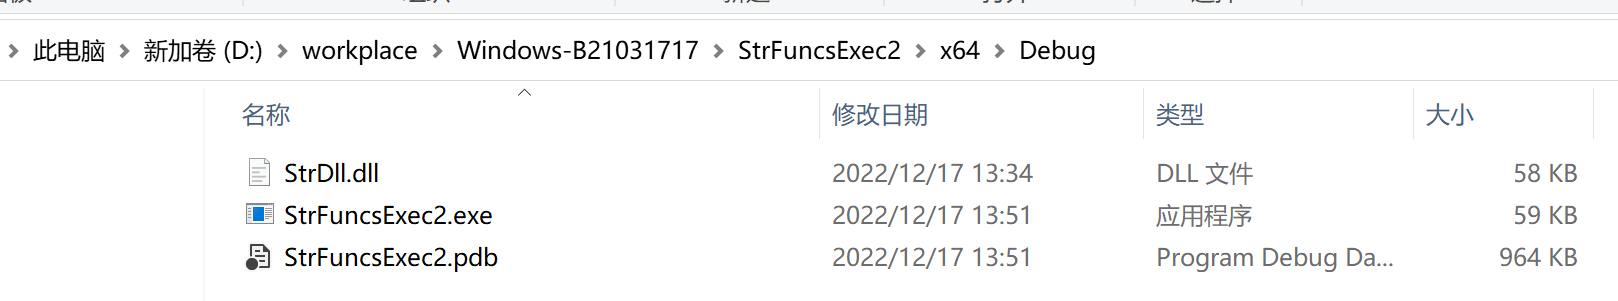 此电脑 新加卷 (D:) workplace Windows-B21031717 StrFuncsExec2 x64 Debug
名称 修改日期 类型 大小
StrDll.dll 2022/12/17 13:34 DLL 文件 58 KB
StrFuncsExec2.exe 2022/12/17 13:51 应用程序 59 KB
StrFuncsExec2.pdb 2022/12/17 13:51 Program Debug Da... 964 KB